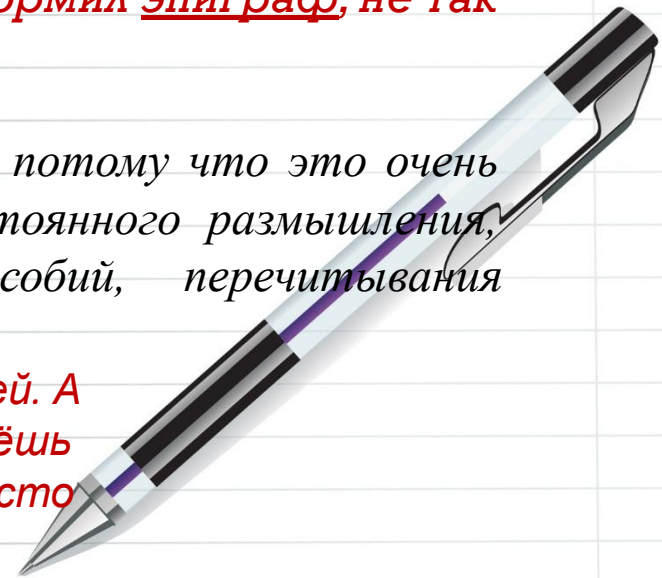 ормил эпиграф, не так
потому что это очень
тоянного размышления,
собий, перечитывания
ей. А
ёшь
сто